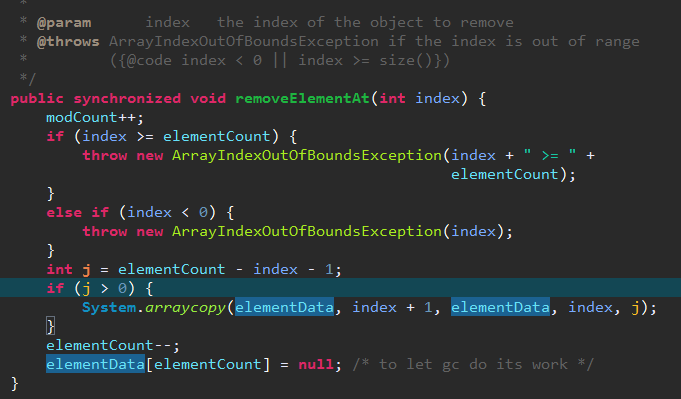 *
* @param      index   the index of the object to remove
* @throws ArrayIndexOutOfBoundsException if the index is out of range
*         ({@code index < 0 || index >= size()})
*/
public synchronized void removeElementAt(int index) {
    modCount++;
    if (index >= elementCount) {
        throw new ArrayIndexOutOfBoundsException(index + " >= " +
                                                 elementCount);
    }
    else if (index < 0) {
        throw new ArrayIndexOutOfBoundsException(index);
    }
    int j = elementCount - index - 1;
    if (j > 0) {
        System.arraycopy(elementData, index + 1, elementData, index, j);
    }
    elementCount--;
    elementData[elementCount] = null; /* to let gc do its work */
}